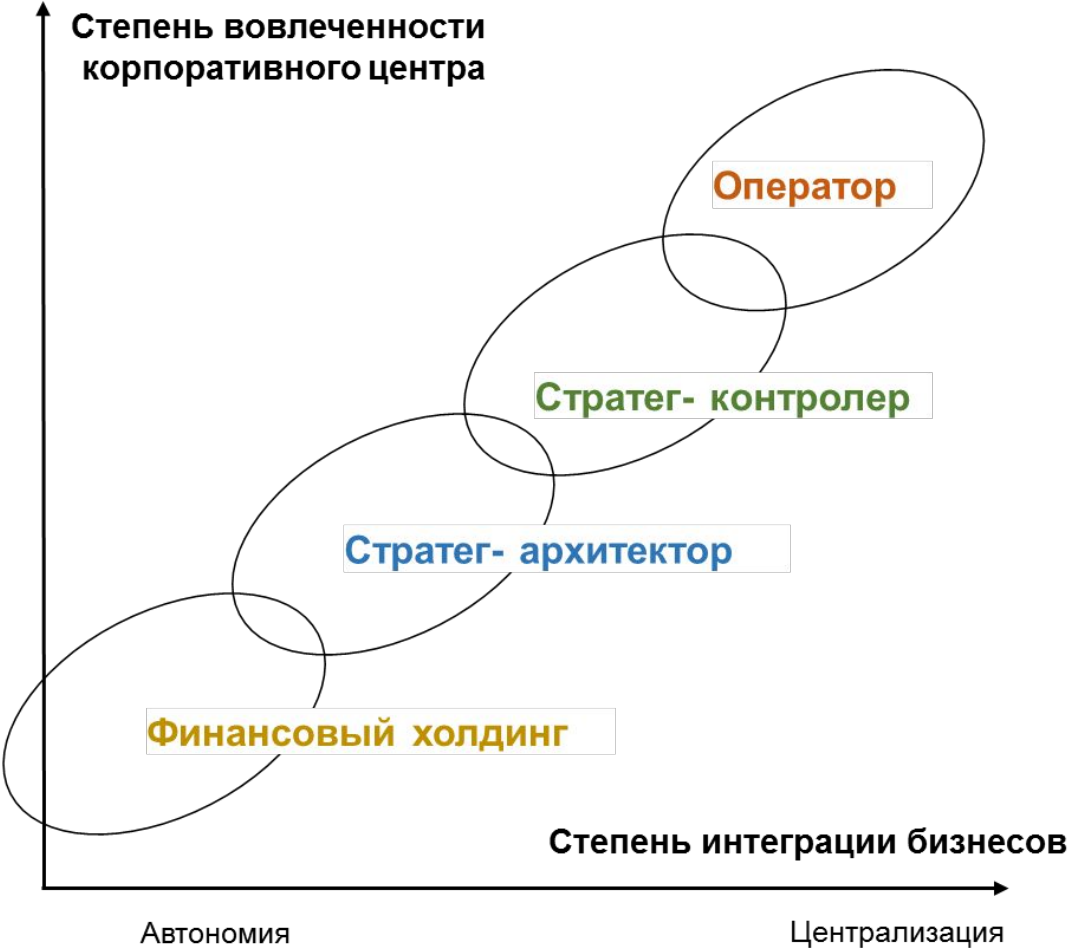 Степень вовлеченности
корпоративного центра
Оператор
Стратег- контролер
Стратег- архитектор
Финансовый холдинг
Степень интеграции бизнесов
Автономия
Централизация